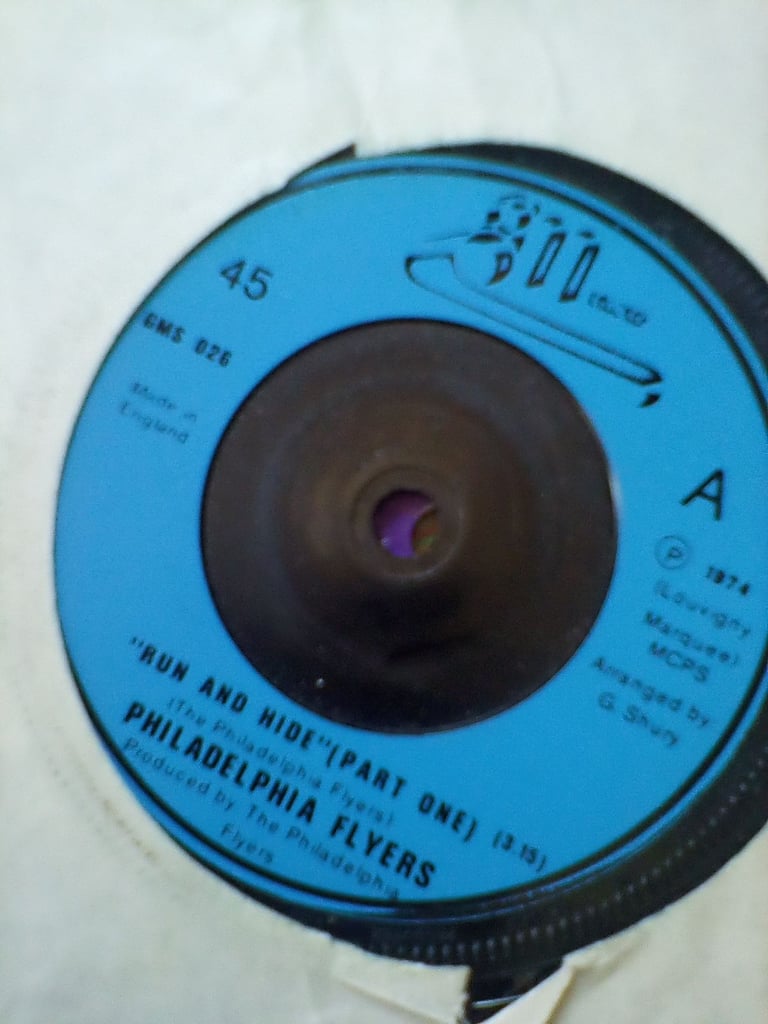 45
GMS 026
Made in
England
A
Ⓟ 1974
(Louvigny
Marquee)
MCPS
Arranged by
G. Shury
"RUN AND HIDE" (PART ONE) (3.15)
(The Philadelphia Flyers)
PHILADELPHIA FLYERS
Produced by The Philadelphia
Flyers